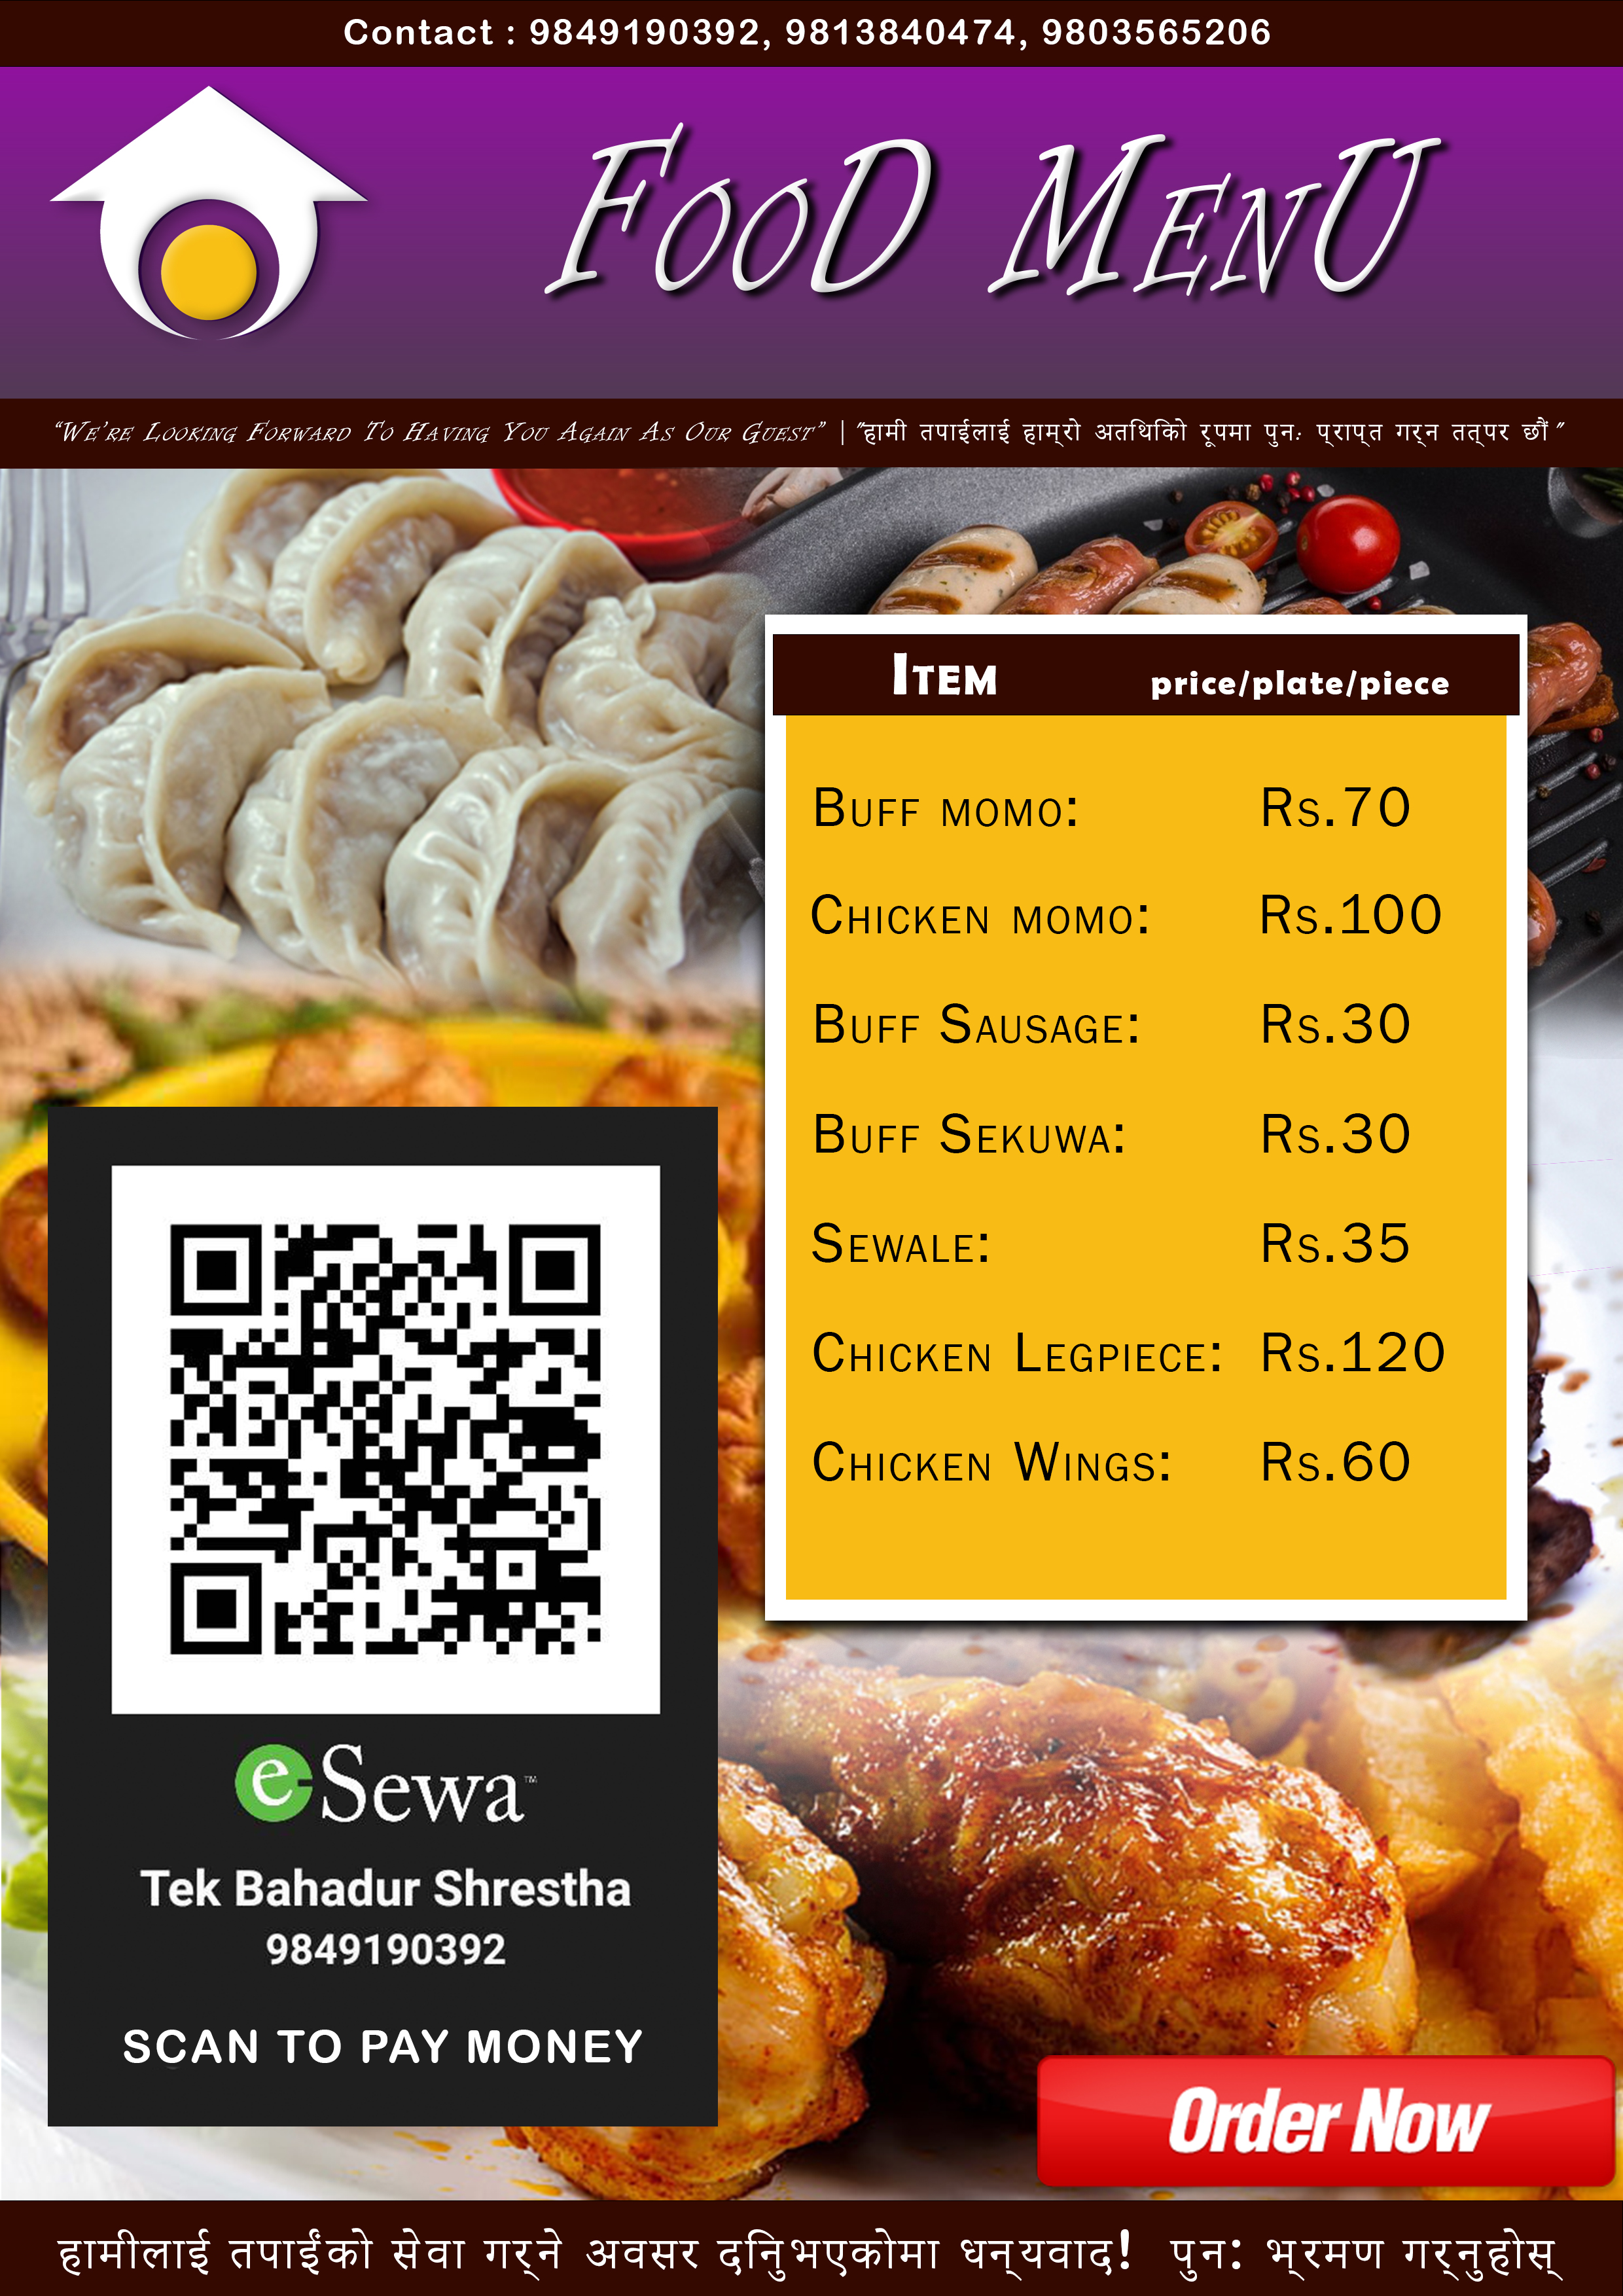 Contact : 9849190392, 9813840474, 9803565206
FOOD MENU
"WE'RE LOOKING FORWARD TO HAVING YOU AGAIN AS OUR GUEST" | "हामी तपाईलाई हाम्रो अतिथिको रूपमा पुन: प्राप्त गर्न तत्पर छौं"
ITEM price/plate/piece
BUFF MOMO: RS.70
CHICKEN MOMO: RS.100
BUFF SAUSAGE: RS.30
BUFF SEKUWA: RS.30
SEWALE: RS.35
CHICKEN LEGPIECE: RS.120
CHICKEN WINGS: RS.60
eSewa™
Tek Bahadur Shrestha
9849190392
SCAN TO PAY MONEY
Order Now
हामीलाई तपाईंको सेवा गर्ने अवसर दिनुभएकोमा धन्यवाद! पुन: भ्रमण गर्नुहोस्